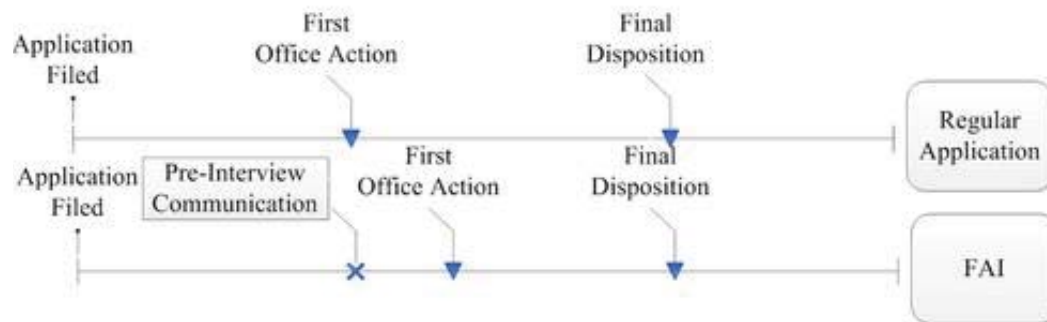 Application
Filed
First
Office Action
Final
Disposition
Regular
Application
Application
Filed
Pre-Interview
Communication
First
Office Action
Final
Disposition
FAI